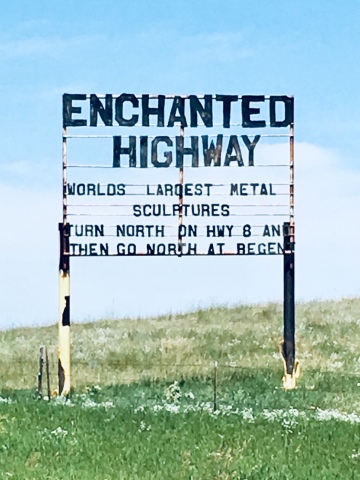 ENCHANTED
HIGHWAY
WORLDS LARGEST METAL
SCULPTURES
TURN NORTH ON HWY 8 AN
THEN GO NORTH AT REGEN